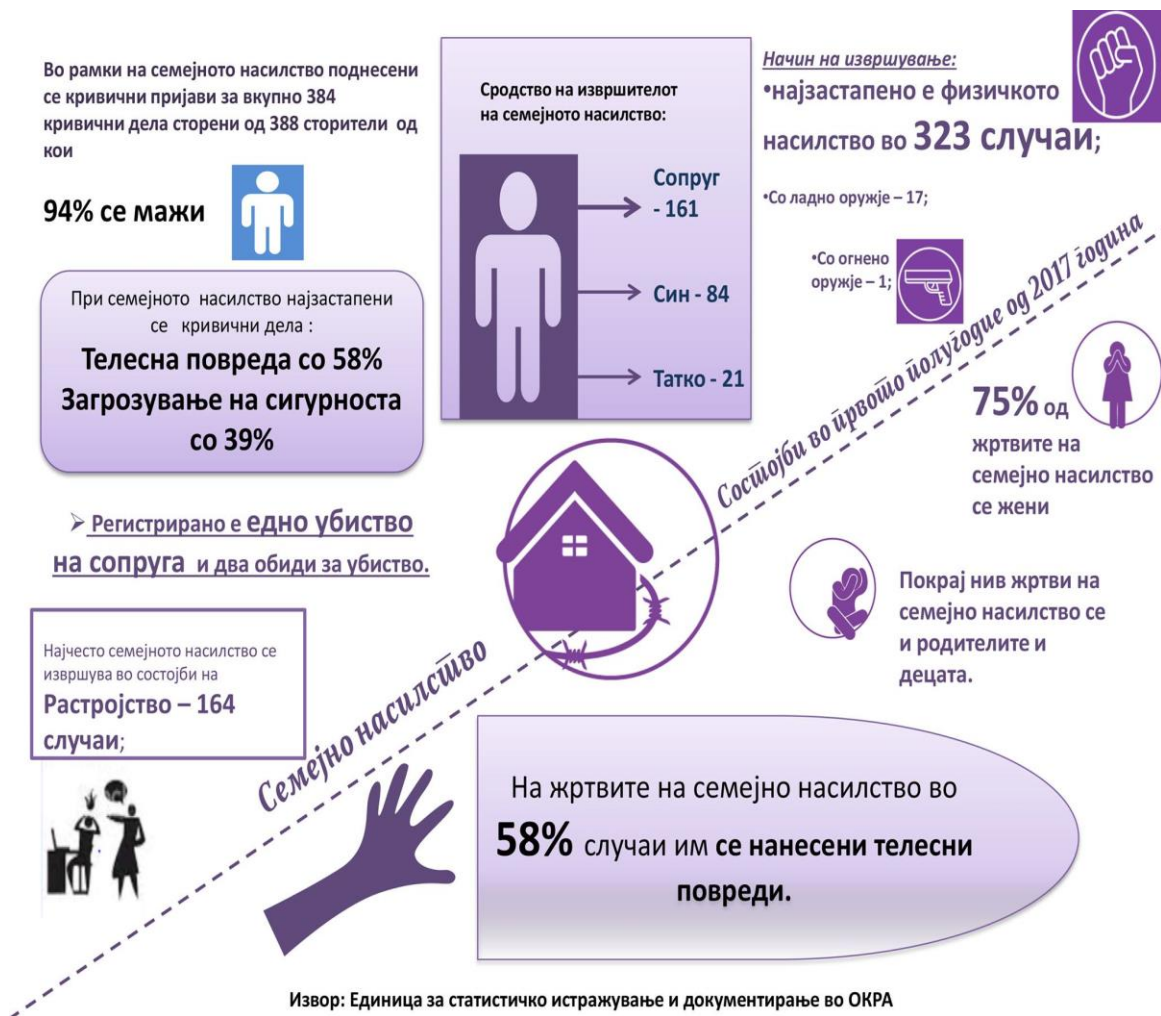 Во рамки на семејното насилство поднесени
се кривични пријави за вкупно 384
кривични дела сторени од 388 сторители од
кои
94% се мажи
При семејното насилство најзастапени
се кривични дела :
Телесна повреда со 58%
Загрозување на сигурноста
со 39%
➢ Регистрирано е едно убиство
на сопруга и два обиди за убиство.
Најчесто семејното насилство се
извршува во состојби на
Растројство – 164
случаи;
Сродство на извршителот
на семејното насилство:
Сопруг
- 161
Син - 84
Татко - 21
Начин на извршување:
•најзастапено е физичкото
насилство во 323 случаи;
•Со ладно оружје – 17;
•Со огнено
оружје – 1;
Семејно насилство
Состојби во првото полугодие од 2017 година
75% од
жртвите на
семејно насилство
се жени
Покрај нив жртви на
семејно насилство се
и родителите и
децата.
На жртвите на семејно насилство во
58% случаи им се нанесени телесни
повреди.
Извор: Единица за статистичко истражување и документирање во ОКРА